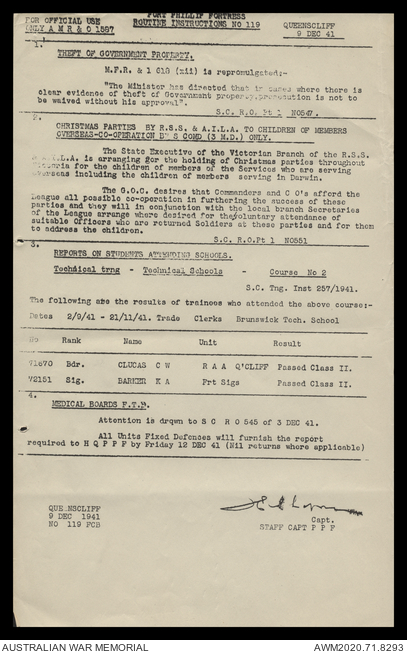 FOR OFFICIAL USE
ONLY A M R & O 1597
PORT PHILLIP FORTRESS
ROUTINE INSTRUCTIONS NO 119
QUEENSCLIFF
9 DEC 41
1.
THEFT OF GOVERNMENT PROPERTY.
M.F.R. & I 018 (xii) is repromulgated;-
"The Minister has directed that in cases where there is
clear evidence of theft of Government property prosecution is not to
be waived without his approval".
S.C. R.O. Pt 1 NO547.
2.
CHRISTMAS PARTIES BY R.S.S. & A.I.L.A. TO CHILDREN OF MEMBERS
OVERSEAS-CO-OPERATION S COMD (3 M.D.) ONLY.
The State Executive of the Victorian Branch of the R.S.S.
A.I.L.A. is arranging for the holding of Christmas parties throughout
Victoria for the children of members of the Services who are serving
overseas including the children of members serving in Darwin.
The G.O.C. desires that Commanders and C O's afford the
League all possible co-operation in furthering the success of these
parties and they will in conjunction with the local branch Secretaries
of the League arrange where desired for the voluntary attendance of
suitable Officers who are returned Soldiers at these parties and for them
to address the children.
S.C. R.O.Pt 1 NO551
3.
REPORTS ON STUDENTS ATTENDING SCHOOLS.
Technical trng - Technical Schools - Course No 2
S.C. Tng. Inst 257/1941.
The following are the results of trainees who attended the above course:-
Dates 2/9/41 - 21/11/41. Trade Clerks Brunswick Tech. School
No Rank Name Unit Result
V1670 Bdr. CLUCAS C W R A A Q'CLIFF Passed Class II.
V2151 Sig. BARKER K A Frt Sigs Passed Class II.
4.
MEDICAL BOARDS F.T.D.
Attention is drqwn to S C R O 545 of 3 DEC 41.
All Units Fixed Defenses will furnish the report
required to H Q P P F by Friday 12 DEC 41 (Nil returns where applicable)
QUEENSCLIFF
9 DEC 1941
NO 119 FCB
Capt.
STAFF CAPT P P F
AUSTRALIAN WAR MEMORIAL
AWM2020.71.8293